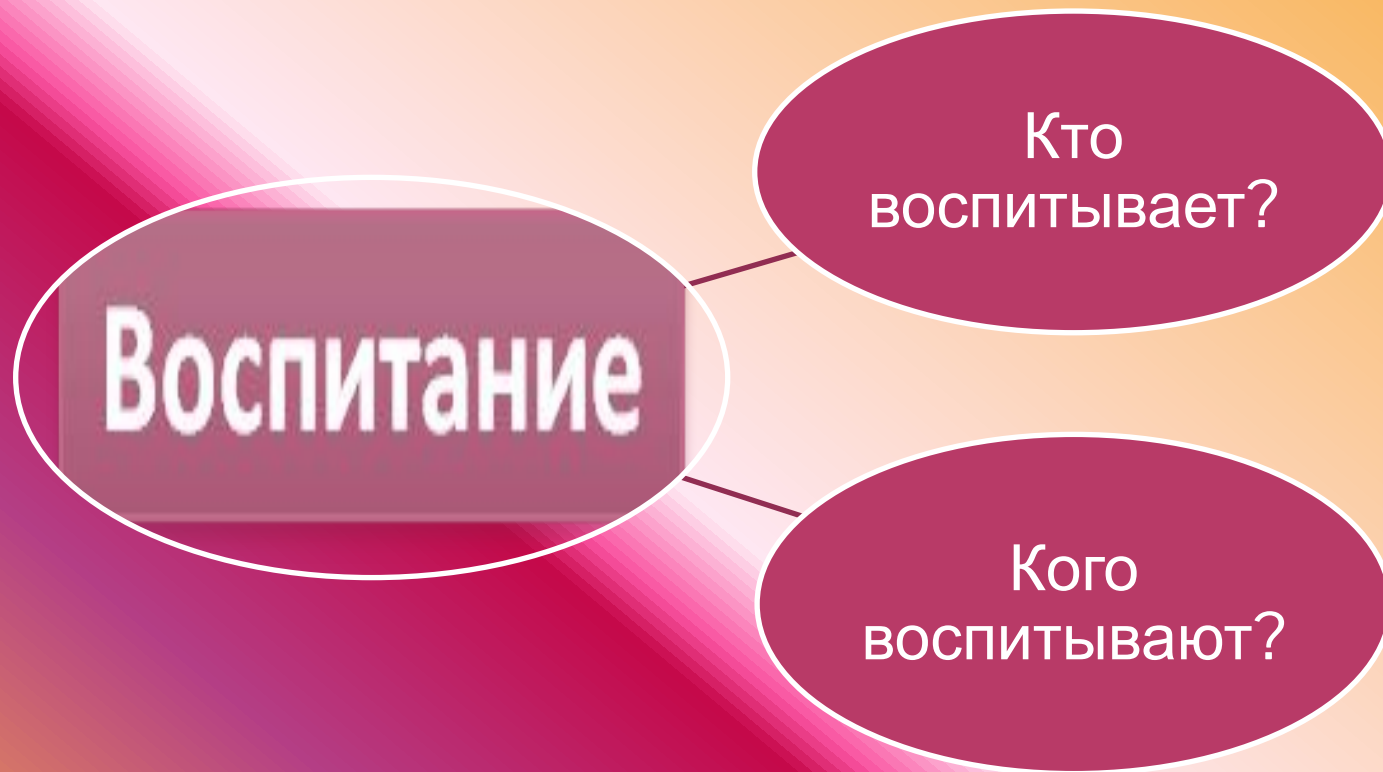 Воспитание
Кто
воспитывает?
Кого
воспитывают?